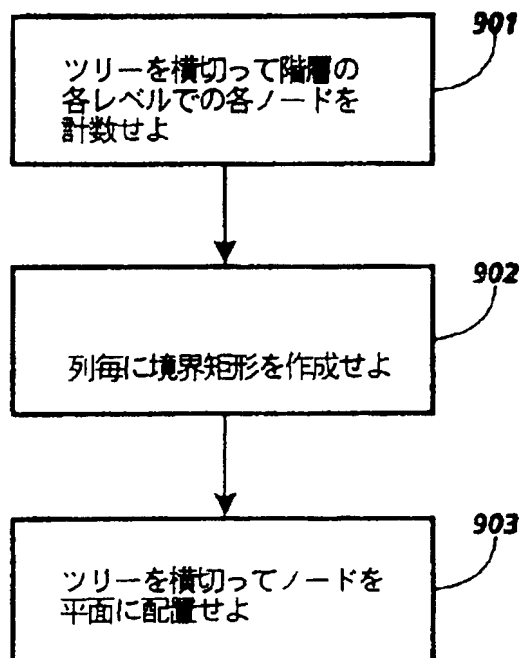 901
ツリーを横切って階層の
各レベルでの各ノードを
計数せよ
902
列毎に境界矩形を作成せよ
903
ツリーを横切ってノードを
平面に配置せよ